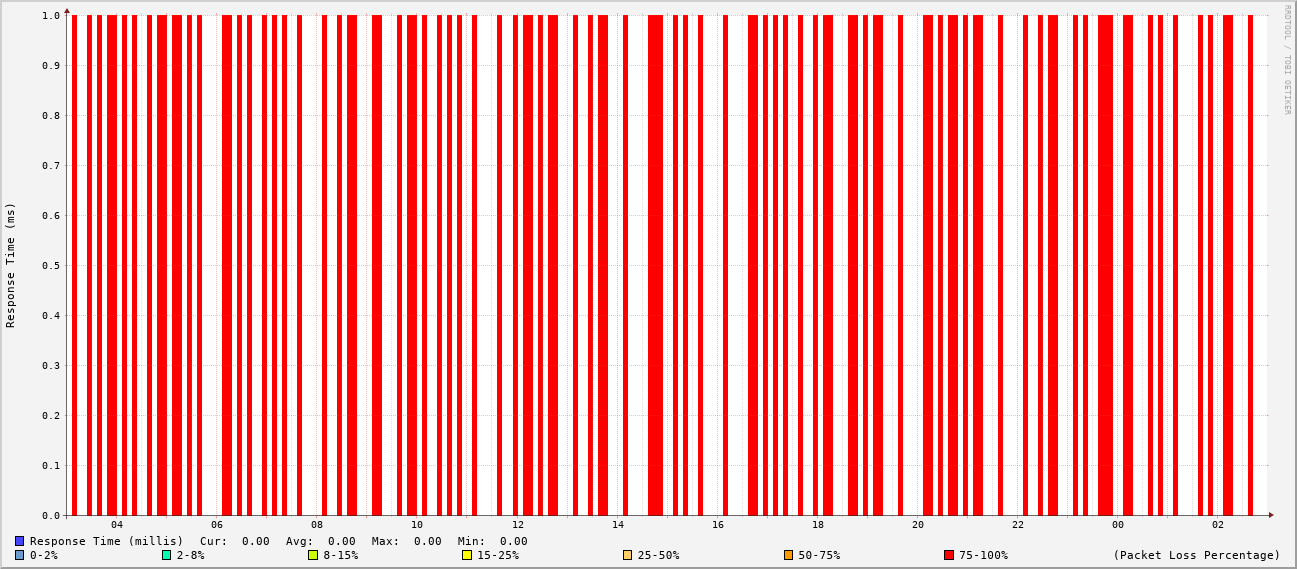 RRDTOOL / TOBI OETIKER
Response Time (ms)
1.0
0.9
0.8
0.7
0.6
0.5
0.4
0.3
0.2
0.1
0.0
04 06 08 10 12 14 16 18 20 22 00 02
Response Time (millis) Cur: 0.00 Avg: 0.00 Max: 0.00 Min: 0.00
0-2% 2-8% 8-15% 15-25% 25-50% 50-75% 75-100% (Packet Loss Percentage)